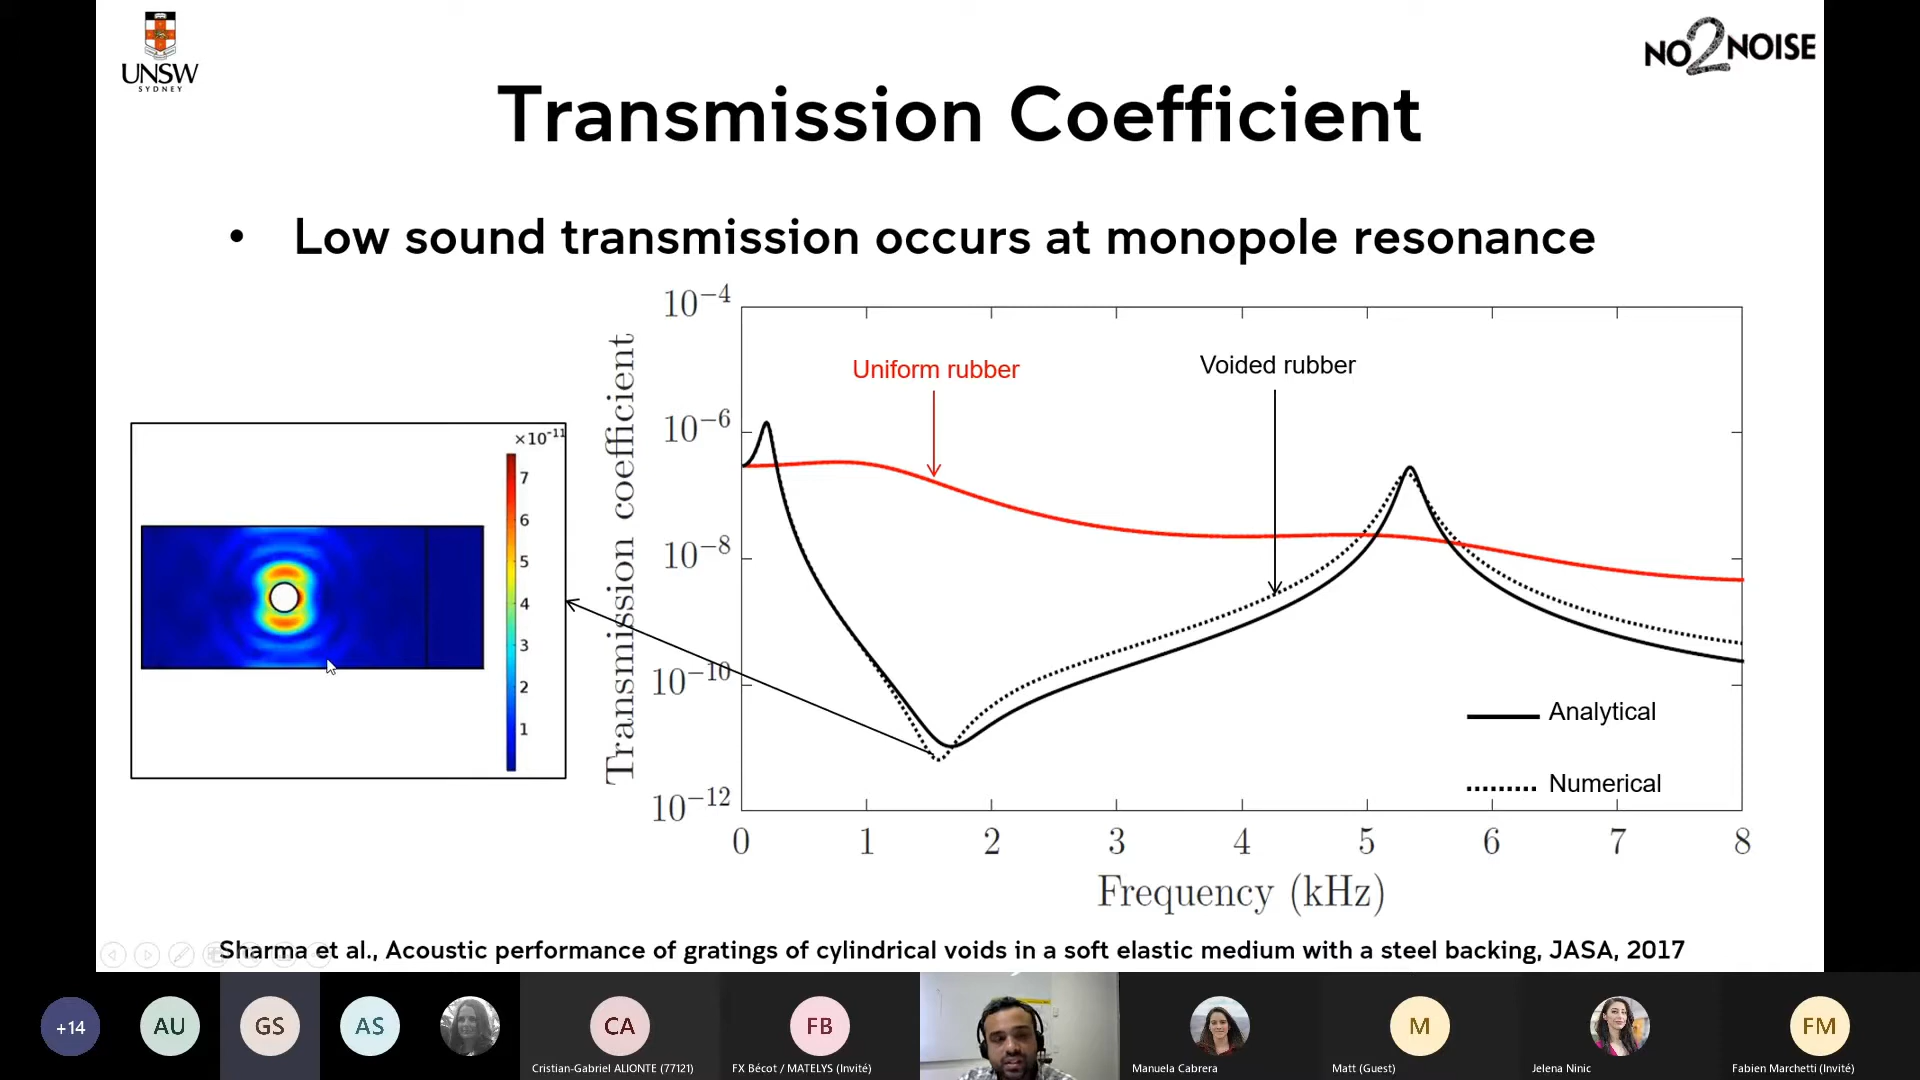 UNSW
SYDNEY
NO2NOISE
Transmission Coefficient
• Low sound transmission occurs at monopole resonance
×10⁻¹¹
7
6
5
4
3
2
1
Transmission coefficient
10⁻⁴
10⁻⁶
10⁻⁸
10⁻¹⁰
10⁻¹²
Uniform rubber
Voided rubber
Analytical
Numerical
0 1 2 3 4 5 6 7 8
Frequency (kHz)
Sharma et al., Acoustic performance of gratings of cylindrical voids in a soft elastic medium with a steel backing, JASA, 2017
+14 AU GS AS CA FB M FM
Cristian-Gabriel ALIONTE (77121) FX Bécot / MATELYS (Invité) Manuela Cabrera Matt (Guest) Jelena Ninic Fabien Marchetti (Invité)